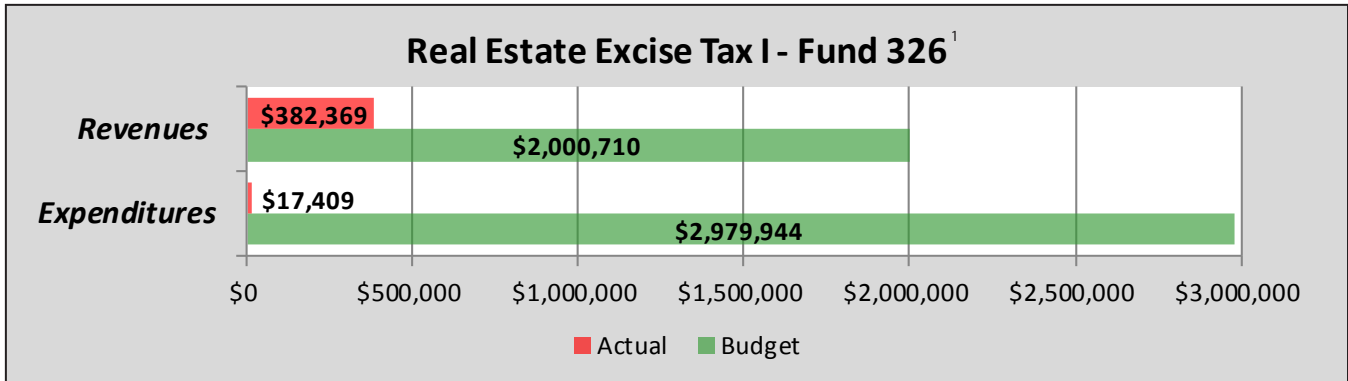 Real Estate Excise Tax I - Fund 326 ¹
Revenues
$382,369
$2,000,710
Expenditures
$17,409
$2,979,944
$0 $500,000 $1,000,000 $1,500,000 $2,000,000 $2,500,000 $3,000,000
Actual Budget